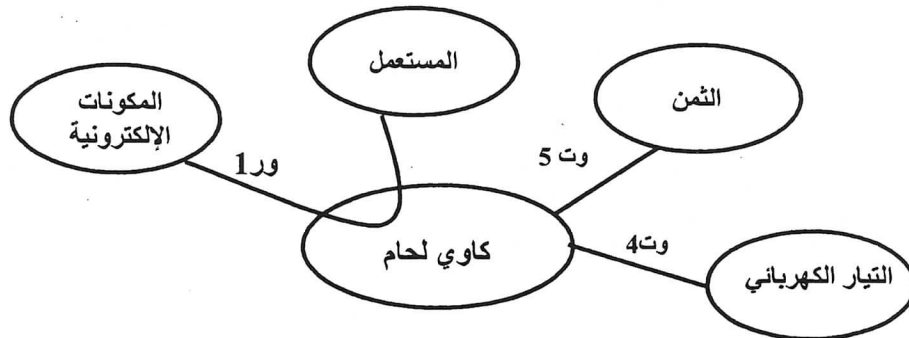 المستعمل
المكونات
الإلكترونية
الثمن
ور1
وت 5
كاوي لحام
وت4
التيار الكهربائي